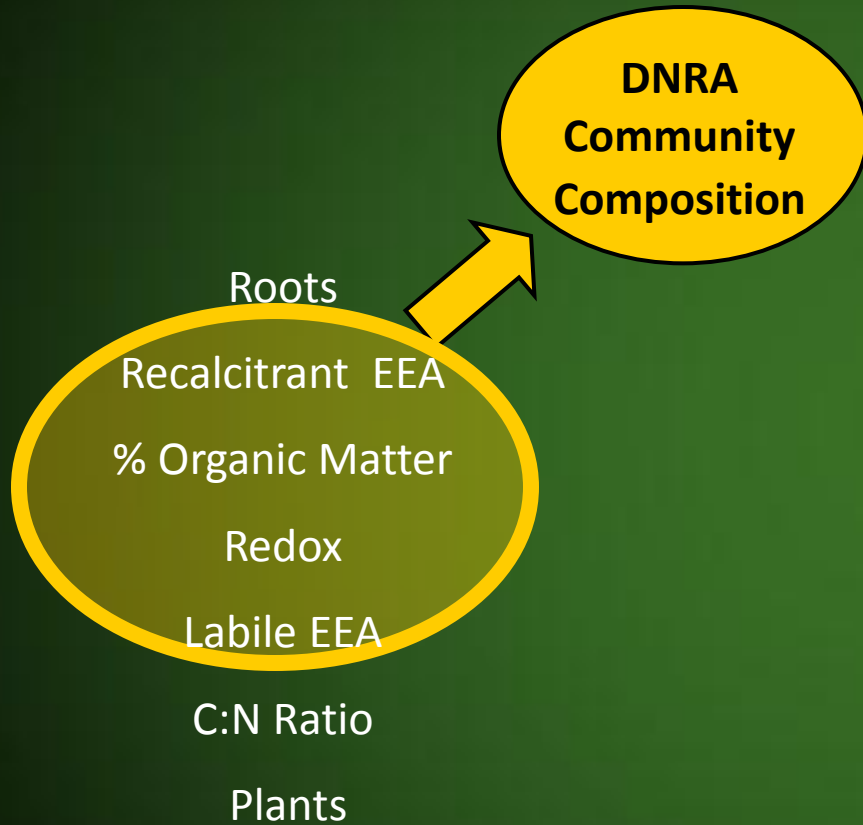 DNRA
Community
Composition
Roots
Recalcitrant EEA
% Organic Matter
Redox
Labile EEA
C:N Ratio
Plants